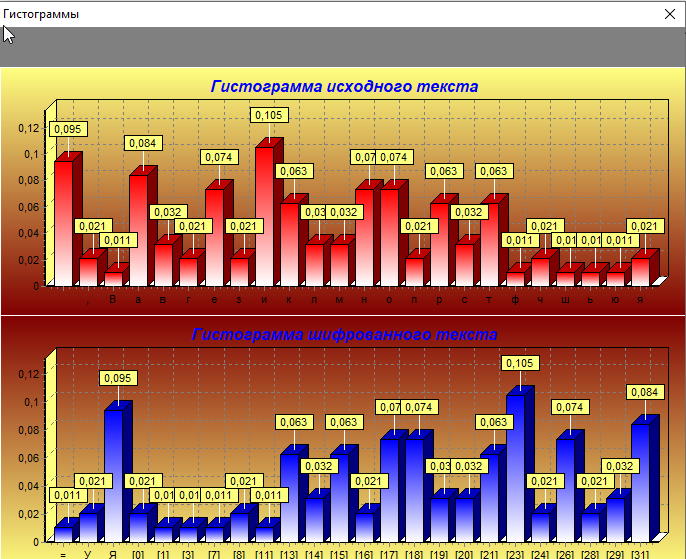 Гистограммы
Гистограмма исходного текста
0,105
0,095
0,084
0,074 0,074
0,063 0,063 0,063
0,032 0,032 0,032
0,021 0,021 0,021 0,021 0,021 0,021
0,011 0,011 0,011
0,12
0,1
0,08
0,06
0,04
0,02
0
, В а в г е з и к л м н о п р с т ф ч ш ь ю я
Гистограмма шифрованного текста
0,105
0,095
0,084
0,074 0,074
0,063 0,063 0,063
0,032 0,032 0,032
0,021 0,021 0,021 0,021 0,021 0,021
0,011 0,011 0,011
0,12
0,1
0,08
0,06
0,04
0,02
0
= У Я [0] [1] [3] [7] [8] [11] [13] [14] [15] [16] [17] [18] [19] [20] [21] [23] [24] [26] [28] [29] [31]